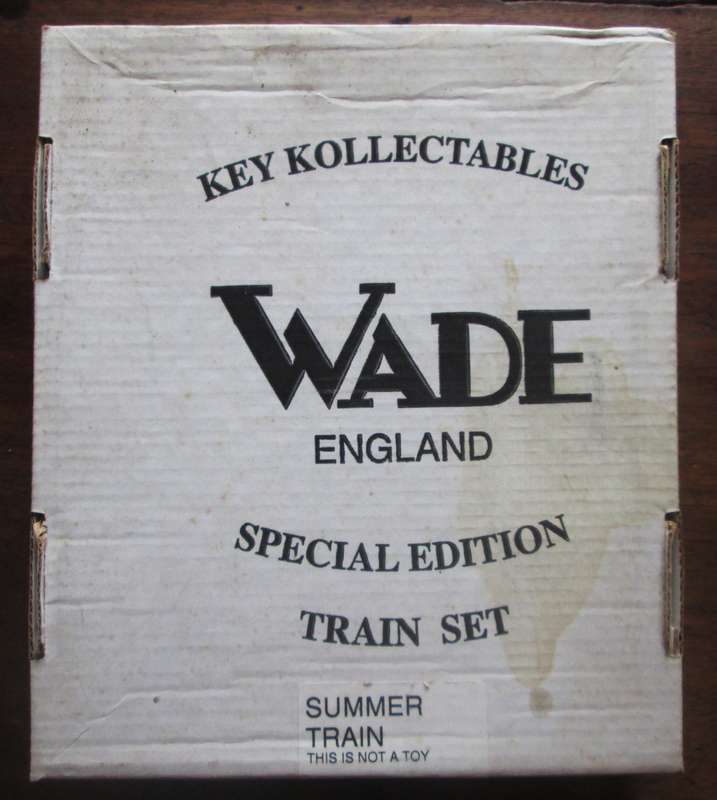 KEY KOLLECTABLES
WADE
ENGLAND
SPECIAL EDITION
TRAIN SET
SUMMER
TRAIN
THIS IS NOT A TOY